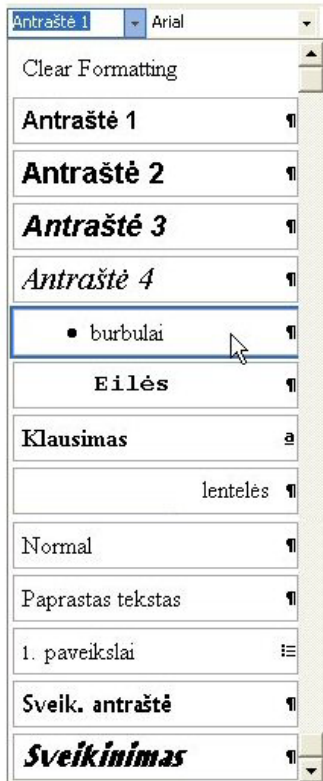 Antraštė 1 Arial
Clear Formatting
Antraštė 1 ¶
Antraštė 2 ¶
Antraštė 3 ¶
Antraštė 4 ¶
• burbulai ¶
Eilės ¶
Klausimas a
lentelės ¶
Normal ¶
Paprastas tekstas ¶
1. paveikslai
Sveik. antraštė ¶
Sveikinimas ¶